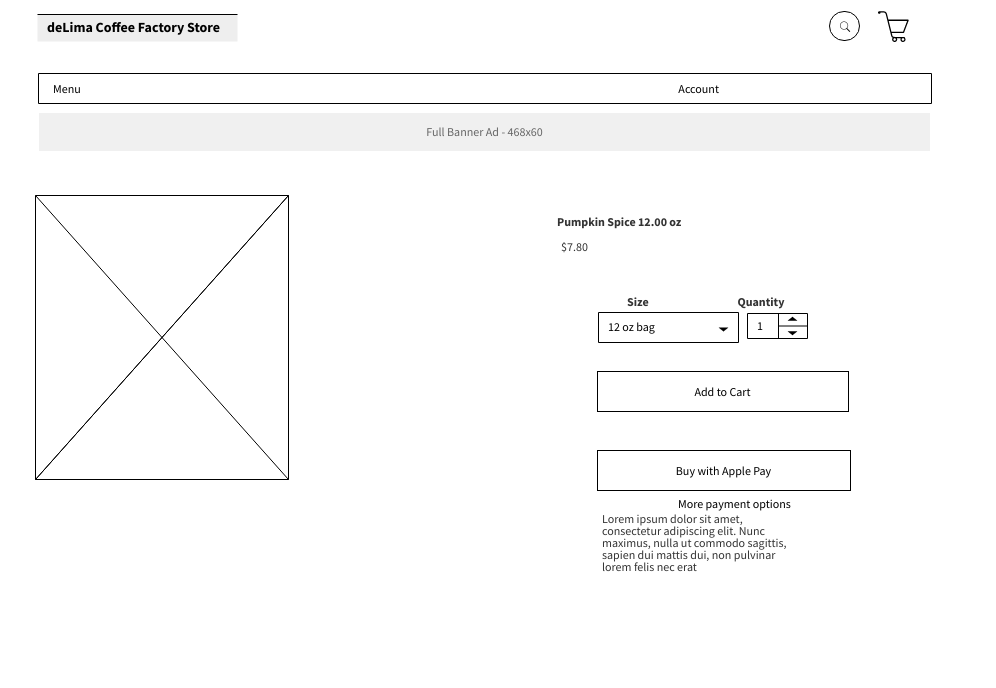 deLima Coffee Factory Store
Menu
Account
Full Banner Ad - 468x60
Pumpkin Spice 12.00 oz
$7.80
Size
Quantity
12 oz bag
1
Add to Cart
Buy with Apple Pay
More payment options
Lorem ipsum dolor sit amet,
consectetur adipiscing elit. Nunc
maximus, nulla ut commodo sagittis,
sapien dui mattis dui, non pulvinar
lorem felis nec erat